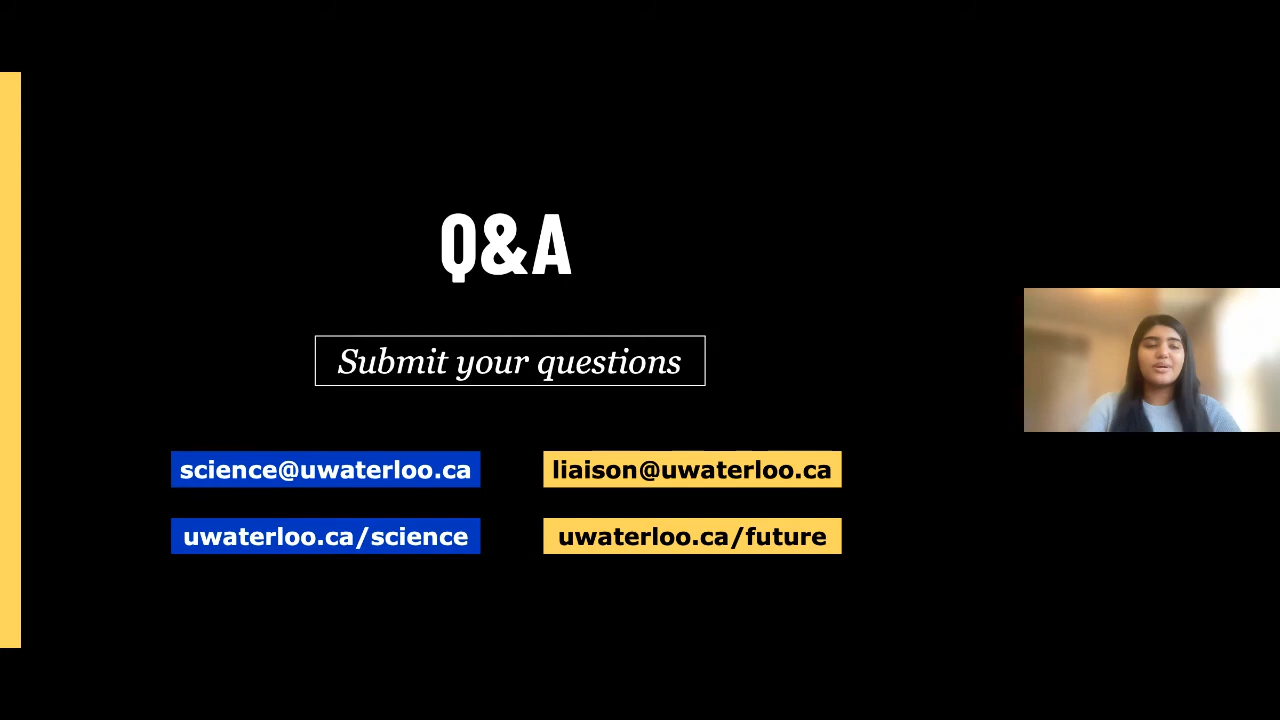 Q&A
Submit your questions
science@uwaterloo.ca
liaison@uwaterloo.ca
uwaterloo.ca/science
uwaterloo.ca/future